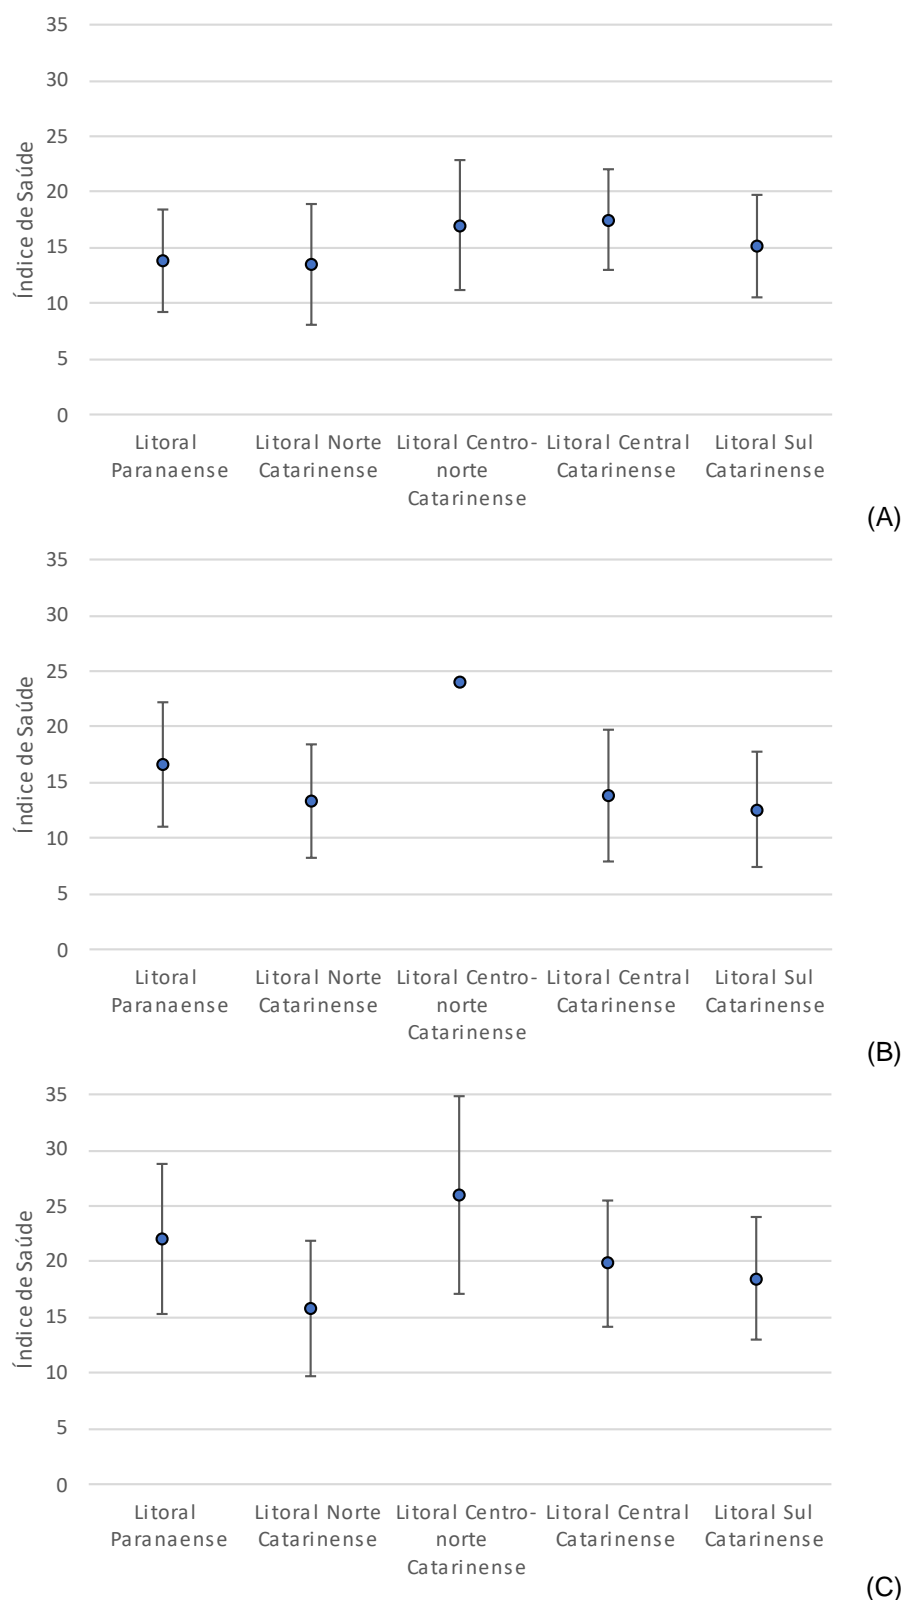 35
30
25
20
15
10
5
0
Índice de Saúde
Litoral Paranaense
Litoral Norte Catarinense
Litoral Centro-norte Catarinense
Litoral Central Catarinense
Litoral Sul Catarinense
(A)
35
30
25
20
15
10
5
0
Índice de Saúde
Litoral Paranaense
Litoral Norte Catarinense
Litoral Centro-norte Catarinense
Litoral Central Catarinense
Litoral Sul Catarinense
(B)
35
30
25
20
15
10
5
0
Índice de Saúde
Litoral Paranaense
Litoral Norte Catarinense
Litoral Centro-norte Catarinense
Litoral Central Catarinense
Litoral Sul Catarinense
(C)